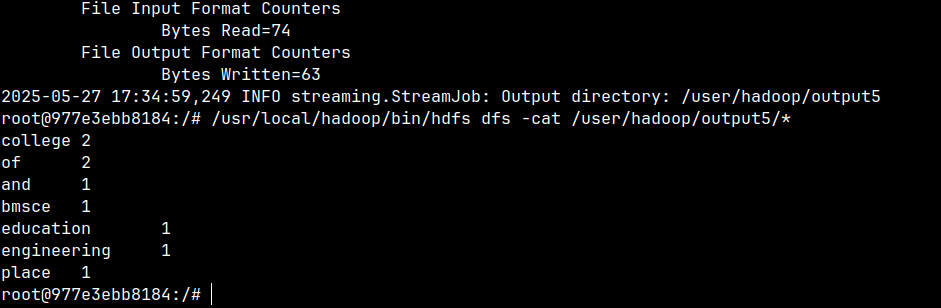 File Input Format Counters
Bytes Read=74
File Output Format Counters
Bytes Written=63
2025-05-27 17:34:59,249 INFO streaming.StreamJob: Output directory: /user/hadoop/output5
root@977e3ebb8184:/# /usr/local/hadoop/bin/hdfs dfs -cat /user/hadoop/output5/*
college 2
of 2
and 1
bmsce 1
education 1
engineering 1
place 1
root@977e3ebb8184:/#